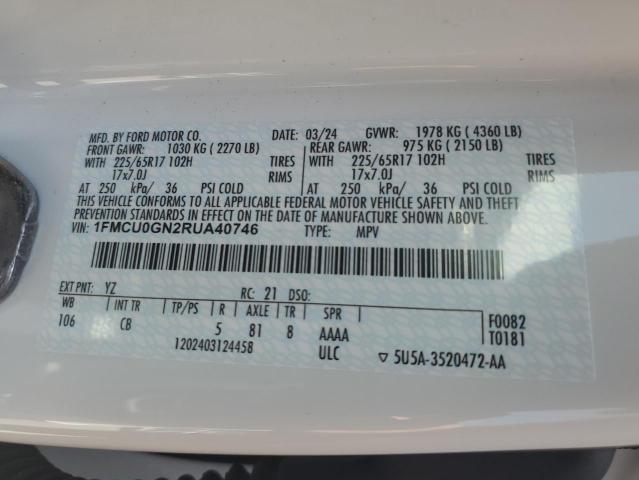 MFD. BY FORD MOTOR CO. DATE: 03/24 GVWR: 1978 KG ( 4360 LB)
FRONT GAWR: 1030 KG ( 2270 LB) REAR GAWR: 975 KG ( 2150 LB)
WITH 225/65R17 102H TIRES WITH 225/65R17 102H TIRES
17x7.0J RIMS 17x7.0J RIMS
AT 250 kPa/ 36 PSI COLD AT 250 kPa/ 36 PSI COLD
THIS VEHICLE CONFORMS TO ALL APPLICABLE FEDERAL MOTOR VEHICLE SAFETY AND THEFT
PREVENTION STANDARDS IN EFFECT ON THE DATE OF MANUFACTURE SHOWN ABOVE.
VIN: 1FMCU0GN2RUA40746 TYPE: MPV
EXT PNT: YZ RC: 21 DSO:
WB INT TR TP/PS R AXLE TR SPR
106 CB 5 81 8 AAAA F0082
1202403124458 ULC 5U5A-3520472-AA T0181